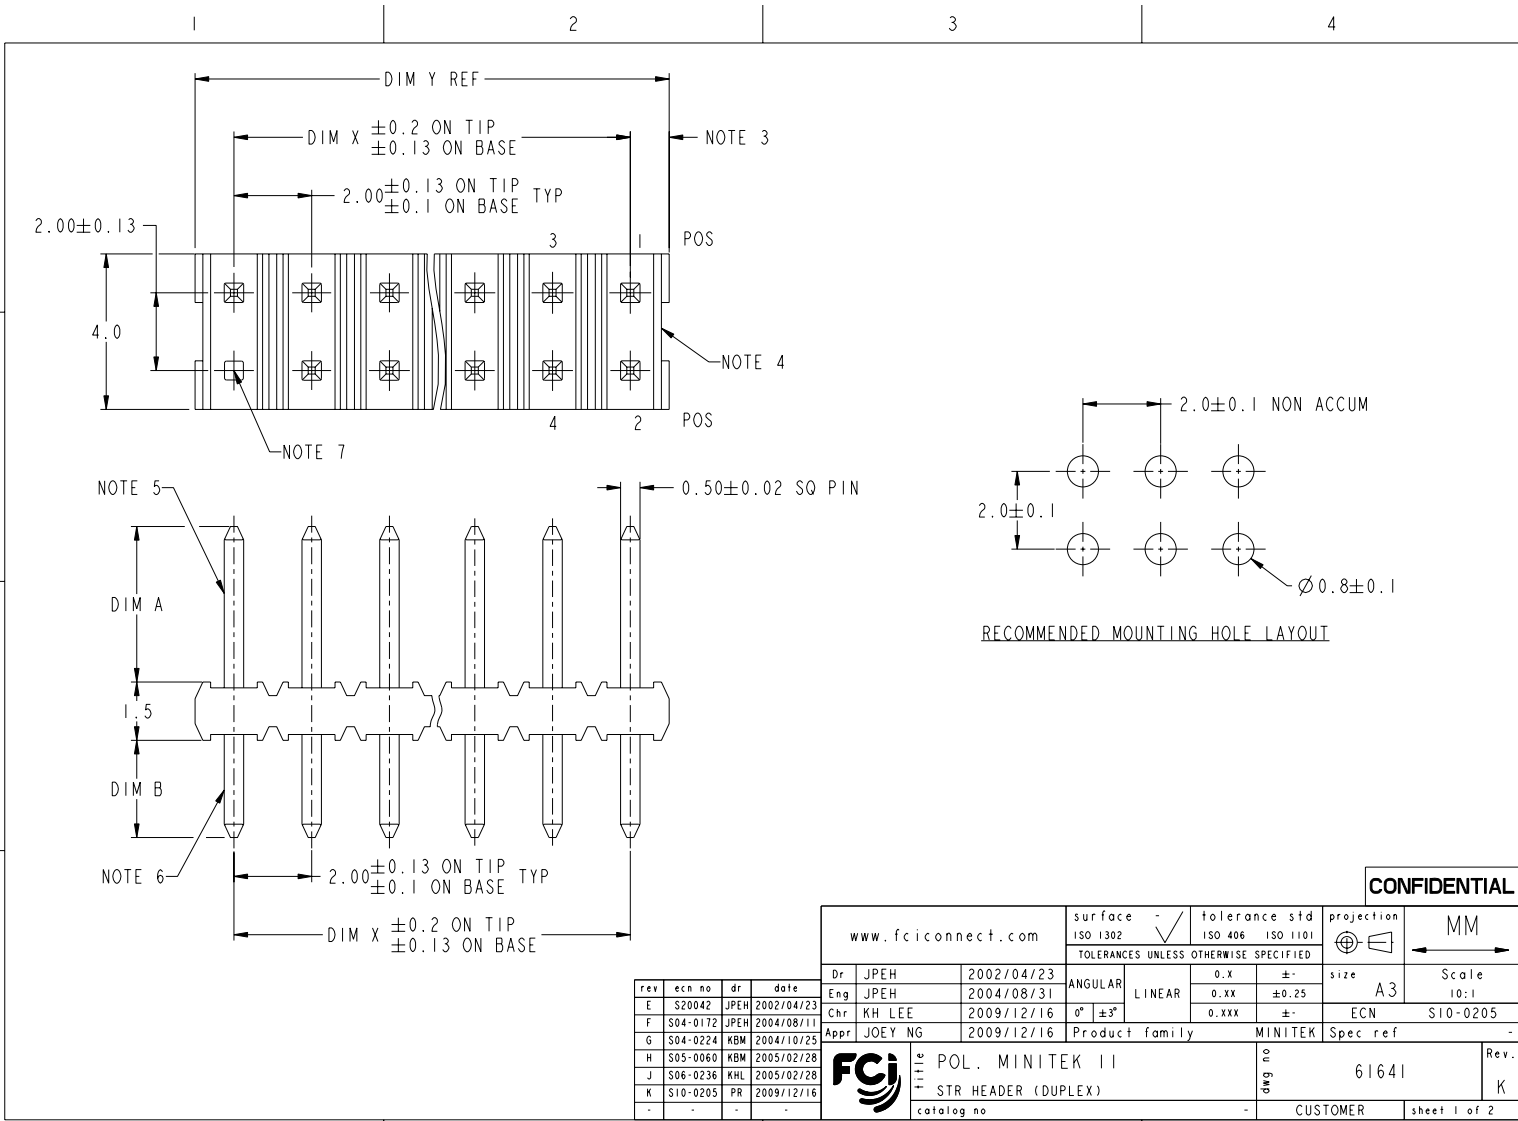 1 2 3 4
DIM Y REF
DIM X ±0.2 ON TIP
±0.13 ON BASE
NOTE 3
2.00 ±0.13 ON TIP
±0.1 ON BASE TYP
2.00±0.13
3 1 POS
4.0
NOTE 4
4 2 POS
NOTE 7
2.0±0.1 NON ACCUM
2.0±0.1
Ø0.8±0.1
RECOMMENDED MOUNTING HOLE LAYOUT
NOTE 5
0.50±0.02 SQ PIN
DIM A
1.5
DIM B
NOTE 6
2.00 ±0.13 ON TIP
±0.1 ON BASE TYP
DIM X ±0.2 ON TIP
±0.13 ON BASE
CONFIDENTIAL
rev ecn no dr date
E S20042 JPEH 2002/04/23
F S04-0172 JPEH 2004/08/11
G S04-0224 KBM 2004/10/25
H S05-0060 KBM 2005/02/28
J S06-0236 KHL 2005/02/28
K S10-0205 PR 2009/12/16
- - - -
www.fciconnect.com
surface - √
ISO 1302
tolerance std
ISO 406 ISO 1101
projection
MM
TOLERANCES UNLESS OTHERWISE SPECIFIED
Dr JPEH 2002/04/23
Eng JPEH 2004/08/31
Chr KH LEE 2009/12/16
Appr JOEY NG 2009/12/16
ANGULAR
0° ±3°
LINEAR
0.X ±-
0.XX ±0.25
0.XXX ±-
size A3
Scale
10:1
ECN S10-0205
Product family MINITEK
Spec ref -
FCi
title
POL. MINITEK II
STR HEADER (DUPLEX)
dwg no
61641
Rev.
K
catalog no -
CUSTOMER
sheet 1 of 2